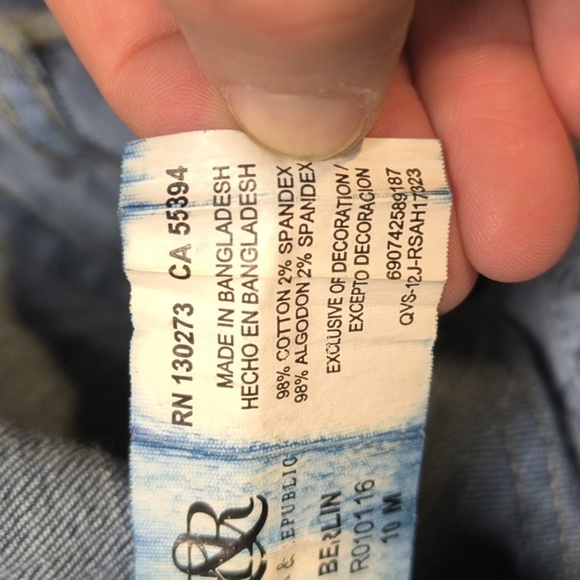 RN 130273 CA 55394
MADE IN BANGLADESH
HECHO EN BANGLADESH
98% COTTON 2% SPANDEX
98% ALGODON 2% SPANDEX
EXCLUSIVE OF DECORATION/
EXCEPTO DECORACION
690742589187
QVS-12J-RSAH17323
R
& REPUBLIC
BERLIN
R010116
10 M